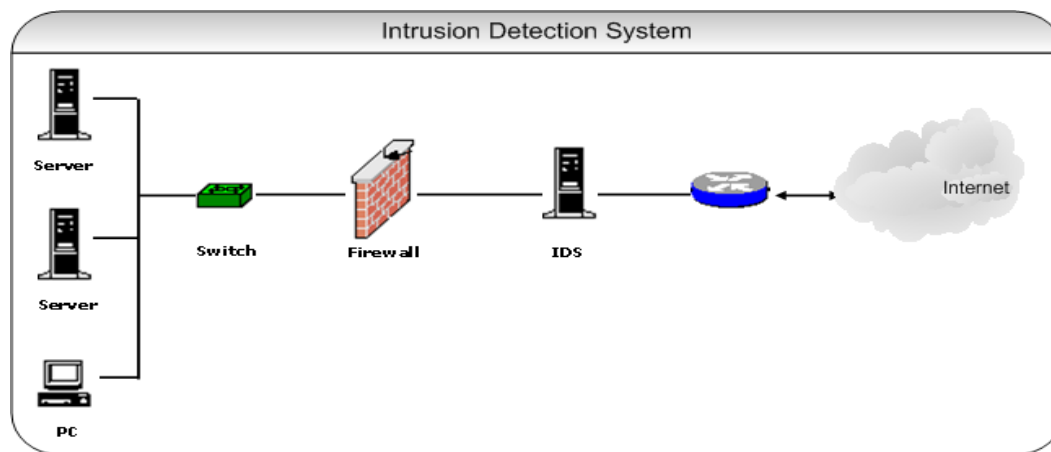 Intrusion Detection System
Server
Server
PC
Switch
Firewall
IDS
Internet